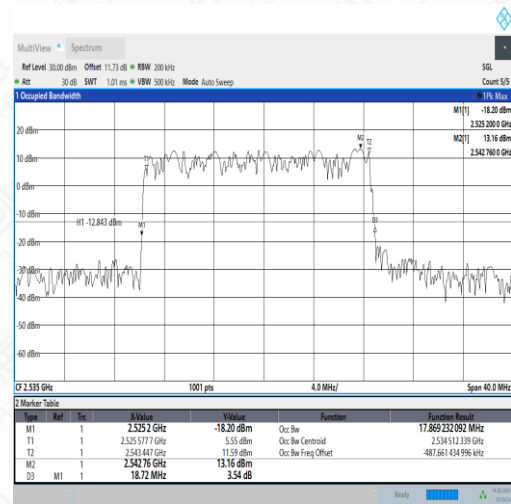 MultiView Spectrum
Ref Level 30.00 dBm Offset 11.73 dB RBW 200 kHz SGL
Att 30 dB SWT 1.01 ms VBW 500 kHz Mode Auto Sweep Count 5/5
1 Occupied Bandwidth 1Pk Max
M1[1] -18.20 dBm
2.525 200 0 GHz
M2[1] 13.16 dBm
2.542 760 0 GHz
20 dBm
M2
T2
T1
10 dBm
0 dBm
-10 dBm
H1 -12.843 dBm
M1
D3
-20 dBm
-30 dBm
-40 dBm
-50 dBm
-60 dBm
CF 2.535 GHz 1001 pts 4.0 MHz/ Span 40.0 MHz
2 Marker Table
Type Ref Trc X-Value Y-Value Function Function Result
M1 1 2.525 2 GHz -18.20 dBm Occ Bw 17.869 232 092 MHz
T1 1 2.525 577 7 GHz 5.55 dBm Occ Bw Centroid 2.534 512 339 GHz
T2 1 2.543 447 GHz 11.59 dBm Occ Bw Freq Offset -487.661 434 996 kHz
M2 1 2.542 76 GHz 13.16 dBm
D3 M1 1 18.72 MHz 3.54 dB
Ready